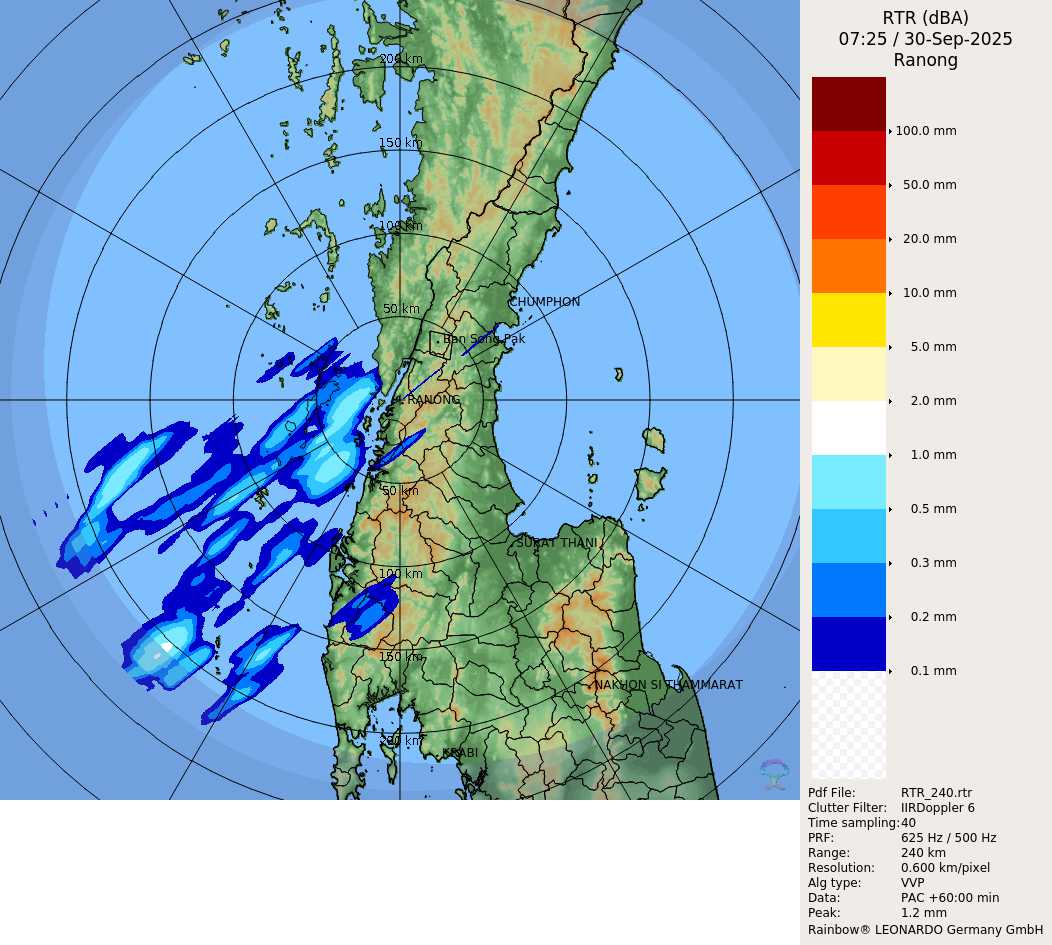 RTR (dBA)
07:25 / 30-Sep-2025
Ranong
100.0 mm
50.0 mm
20.0 mm
10.0 mm
5.0 mm
2.0 mm
1.0 mm
0.5 mm
0.3 mm
0.2 mm
0.1 mm
Pdf File: RTR_240.rtr
Clutter Filter: IIRDoppler 6
Time sampling:40
PRF: 625 Hz / 500 Hz
Range: 240 km
Resolution: 0.600 km/pixel
Alg type: VVP
Data: PAC +60:00 min
Peak: 1.2 mm
Rainbow® LEONARDO Germany GmbH
200 km
150 km
100 km
CHUMPHON
50 km
Ban Song Pak
RANONG
50 km
SURAT THANI
100 km
150 km
NAKHON SI THAMMARAT
200 km
KRABI